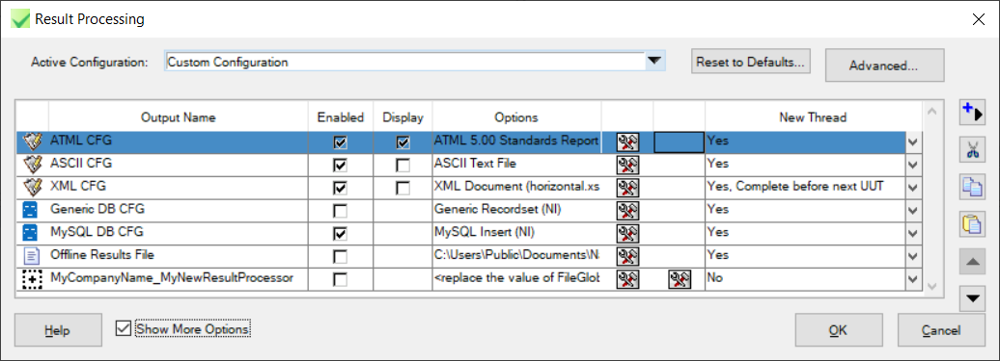 Result Processing
Active Configuration: Custom Configuration Reset to Defaults... Advanced...
Output Name Enabled Display Options New Thread
ATML CFG ATML 5.00 Standards Report Yes
ASCII CFG ASCII Text File Yes
XML CFG XML Document (horizontal.xs Yes, Complete before next UUT
Generic DB CFG Generic Recordset (NI) Yes
MySQL DB CFG MySQL Insert (NI) Yes
Offline Results File C:\Users\Public\Documents\Na Yes
MyCompanyName_MyNewResultProcessor <replace the value of FileGlob No
Help Show More Options OK Cancel